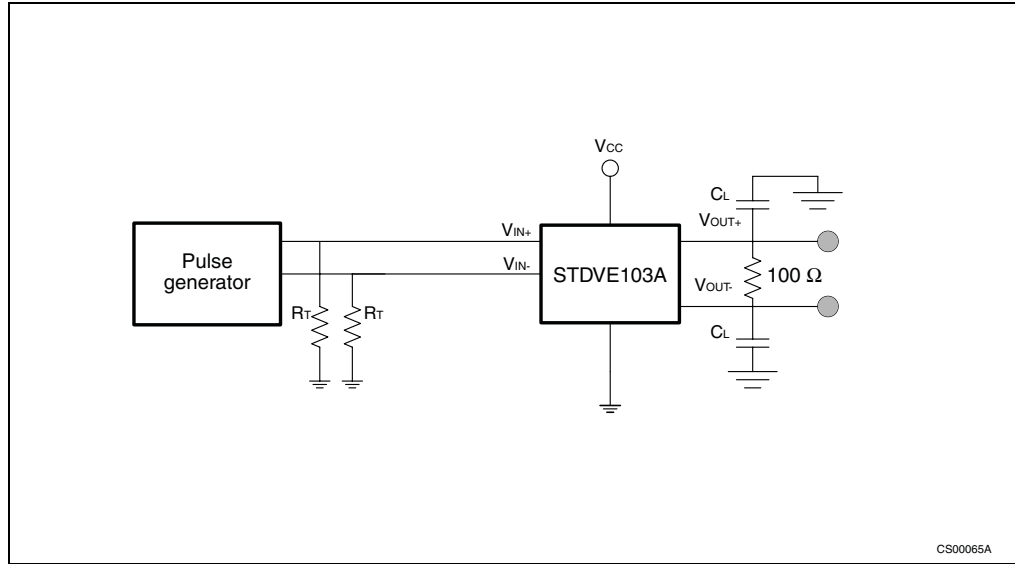 VCC
CL
VOUT+
VIN+
Pulse
generator
VIN-
STDVE103A
100 Ω
VOUT-
RT
RT
CL
CS00065A